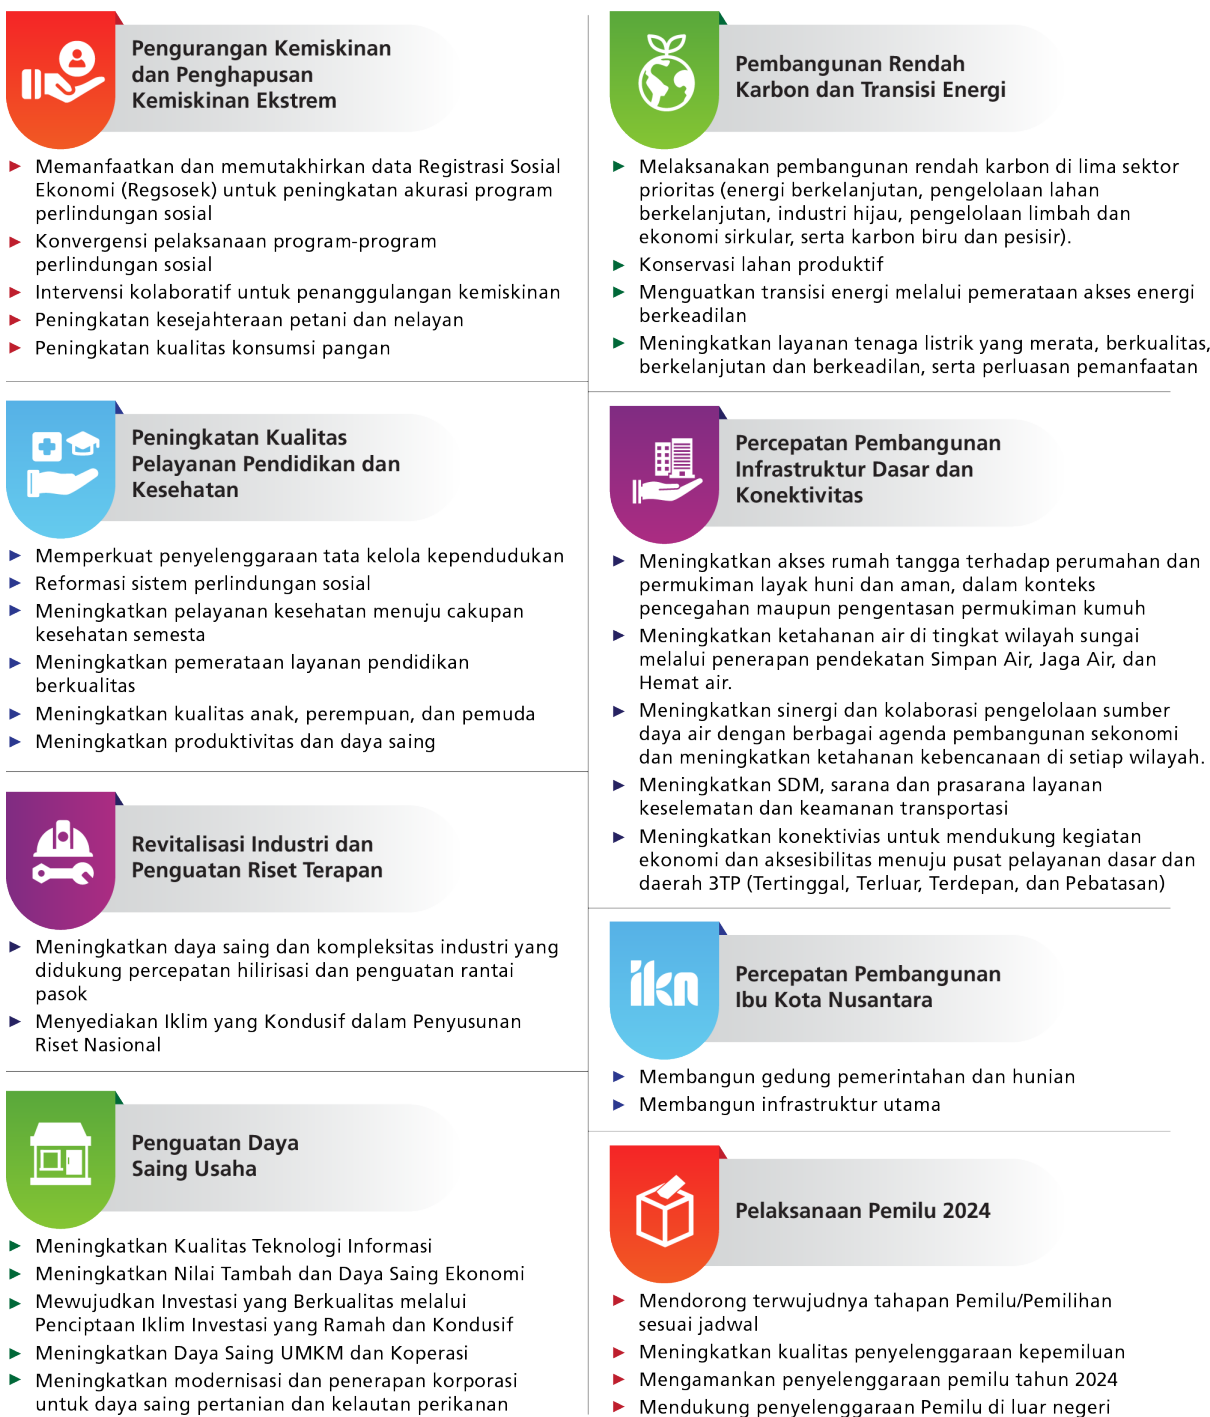 Pengurangan Kemiskinan
dan Penghapusan
Kemiskinan Ekstrem
Memanfaatkan dan memutakhirkan data Registrasi Sosial
Ekonomi (Regsosek) untuk peningkatan akurasi program
perlindungan sosial
Konvergensi pelaksanaan program-program
perlindungan sosial
Intervensi kolaboratif untuk penanggulangan kemiskinan
Peningkatan kesejahteraan petani dan nelayan
Peningkatan kualitas konsumsi pangan
Peningkatan Kualitas
Pelayanan Pendidikan dan
Kesehatan
Memperkuat penyelenggaraan tata kelola kependudukan
Reformasi sistem perlindungan sosial
Meningkatkan pelayanan kesehatan menuju cakupan
kesehatan semesta
Meningkatkan pemerataan layanan pendidikan
berkualitas
Meningkatkan kualitas anak, perempuan, dan pemuda
Meningkatkan produktivitas dan daya saing
Revitalisasi Industri dan
Penguatan Riset Terapan
Meningkatkan daya saing dan kompleksitas industri yang
didukung percepatan hilirisasi dan penguatan rantai
pasok
Menyediakan Iklim yang Kondusif dalam Penyusunan
Riset Nasional
Penguatan Daya
Saing Usaha
Meningkatkan Kualitas Teknologi Informasi
Meningkatkan Nilai Tambah dan Daya Saing Ekonomi
Mewujudkan Investasi yang Berkualitas melalui
Penciptaan Iklim Investasi yang Ramah dan Kondusif
Meningkatkan Daya Saing UMKM dan Koperasi
Meningkatkan modernisasi dan penerapan korporasi
untuk daya saing pertanian dan kelautan perikanan
Pembangunan Rendah
Karbon dan Transisi Energi
Melaksanakan pembangunan rendah karbon di lima sektor
prioritas (energi berkelanjutan, pengelolaan lahan
berkelanjutan, industri hijau, pengelolaan limbah dan
ekonomi sirkular, serta karbon biru dan pesisir).
Konservasi lahan produktif
Menguatkan transisi energi melalui pemerataan akses energi
berkeadilan
Meningkatkan layanan tenaga listrik yang merata, berkualitas,
berkelanjutan dan berkeadilan, serta perluasan pemanfaatan
Percepatan Pembangunan
Infrastruktur Dasar dan
Konektivitas
Meningkatkan akses rumah tangga terhadap perumahan dan
permukiman layak huni dan aman, dalam konteks
pencegahan maupun pengentasan permukiman kumuh
Meningkatkan ketahanan air di tingkat wilayah sungai
melalui penerapan pendekatan Simpan Air, Jaga Air, dan
Hemat air.
Meningkatkan sinergi dan kolaborasi pengelolaan sumber
daya air dengan berbagai agenda pembangunan sekonomi
dan meningkatkan ketahanan kebencanaan di setiap wilayah.
Meningkatkan SDM, sarana dan prasarana layanan
keselematan dan keamanan transportasi
Meningkatkan konektivias untuk mendukung kegiatan
ekonomi dan aksesibilitas menuju pusat pelayanan dasar dan
daerah 3TP (Tertinggal, Terluar, Terdepan, dan Pebatasan)
ikn
Percepatan Pembangunan
Ibu Kota Nusantara
Membangun gedung pemerintahan dan hunian
Membangun infrastruktur utama
Pelaksanaan Pemilu 2024
Mendorong terwujudnya tahapan Pemilu/Pemilihan
sesuai jadwal
Meningkatkan kualitas penyelenggaraan kepemiluan
Mengamankan penyelenggaraan pemilu tahun 2024
Mendukung penyelenggaraan Pemilu di luar negeri